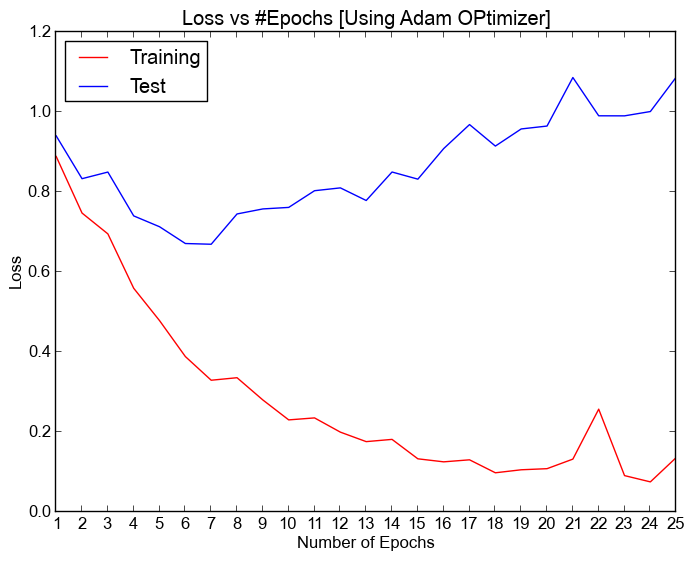 Loss vs #Epochs [Using Adam OPtimizer]
1.2
Training
Test
1.0
0.8
0.6
0.4
0.2
0.0
Loss
1 2 3 4 5 6 7 8 9 10 11 12 13 14 15 16 17 18 19 20 21 22 23 24 25
Number of Epochs